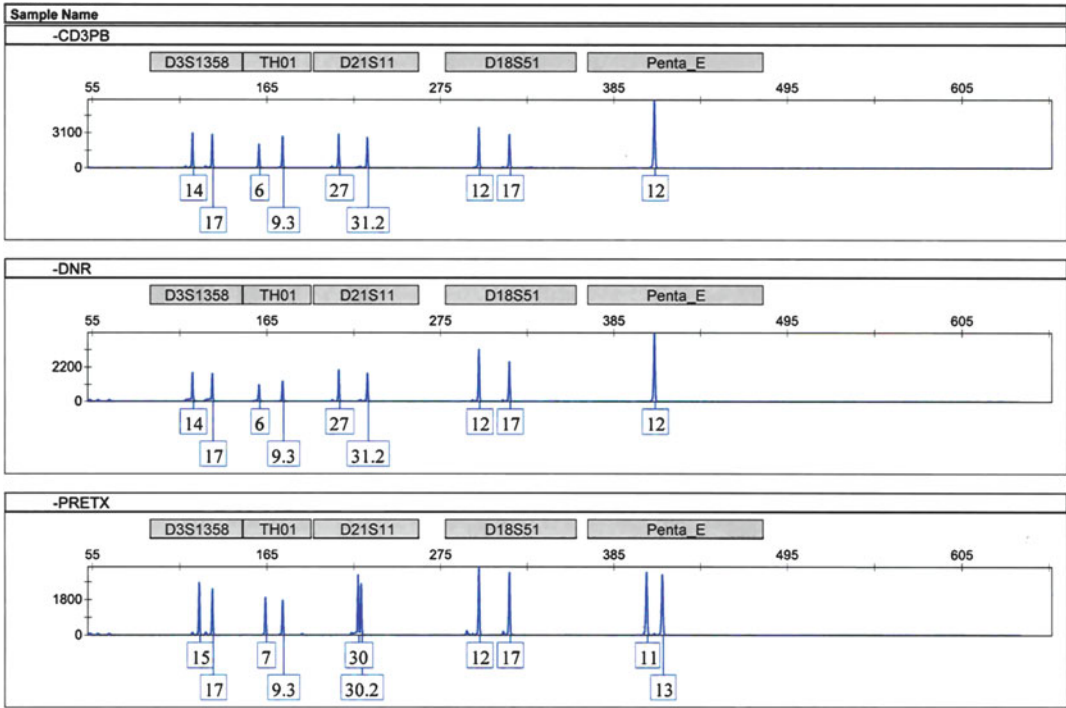 Sample Name
-CD3PB
D3S1358 TH01 D21S11 D18S51 Penta_E
55 165 275 385 495 605
3100
0
14 6 27 12 17 12
17 9.3 31.2
-DNR
D3S1358 TH01 D21S11 D18S51 Penta_E
55 165 275 385 495 605
2200
0
14 6 27 12 17 12
17 9.3 31.2
-PRETX
D3S1358 TH01 D21S11 D18S51 Penta_E
55 165 275 385 495 605
1800
0
15 7 30 12 17 11
17 9.3 30.2 13